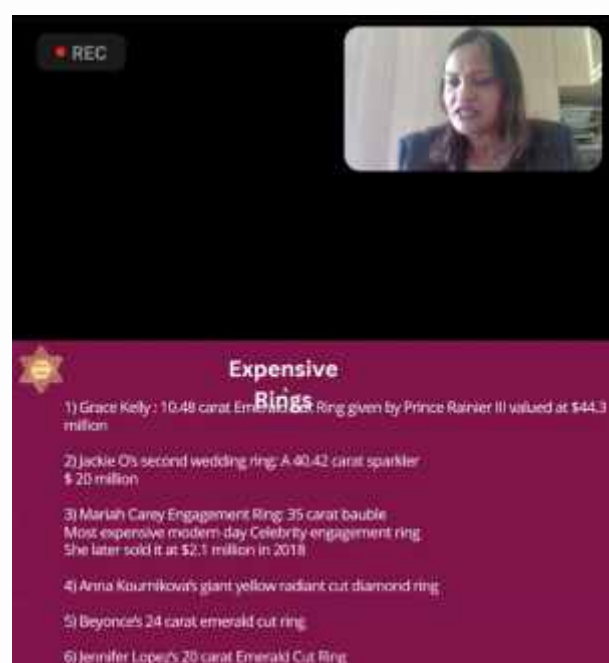 REC
Expensive
Rings
1) Grace Kelly : 10.48 carat Emerald Cut Ring given by Prince Rainier III valued at $44.3
million
2) Jackie O's second wedding ring: A 40.42 carat sparkler
$ 20 million
3) Mariah Carey Engagement Ring: 35 carat bauble
Most expensive modern day Celebrity engagement ring
She later sold it at $2.1 million in 2018
4) Anna Kournikova's giant yellow radiant cut diamond ring
5) Beyonce's 24 carat emerald cut ring
6) Jennifer Lopez's 20 carat Emerald Cut Ring